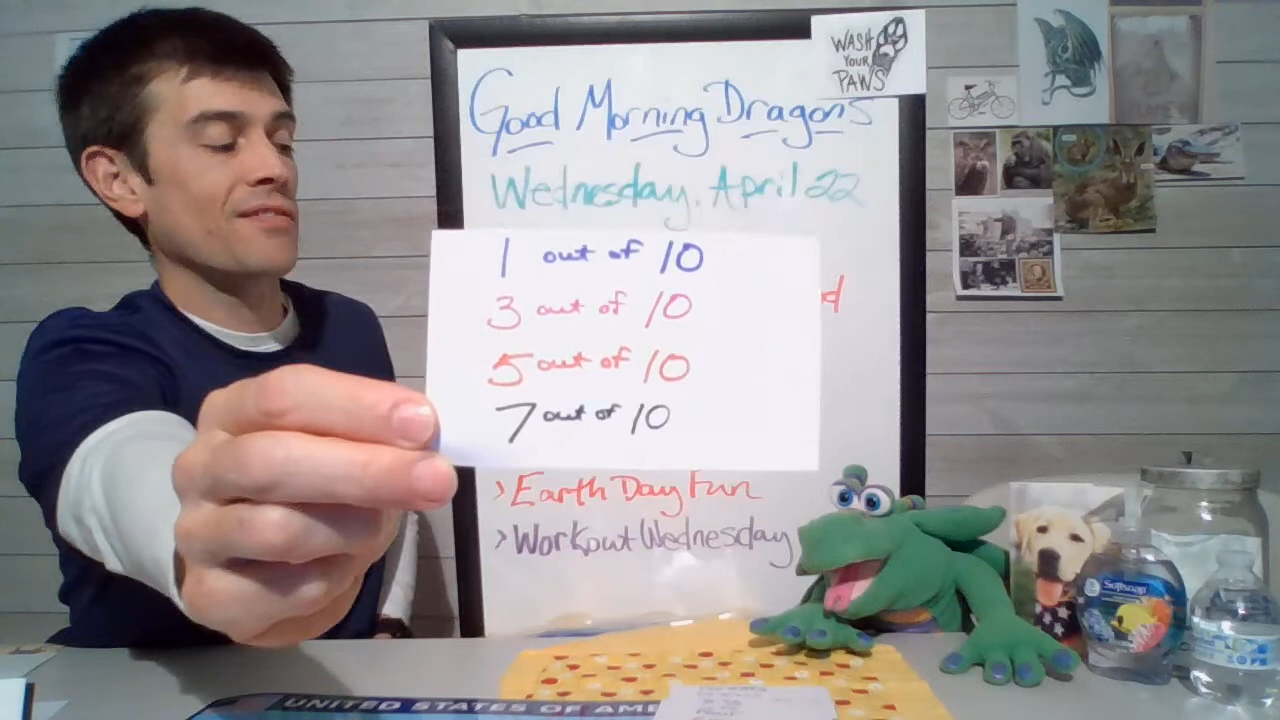 WASH
YOUR
PAWS
Good Morning Dragons
Wednesday, April 22
1 out of 10
3 out of 10
5 out of 10
7 out of 10
>Earth Day Fun
>Workout Wednesday
Softsoap
UNITED STATES OF AME